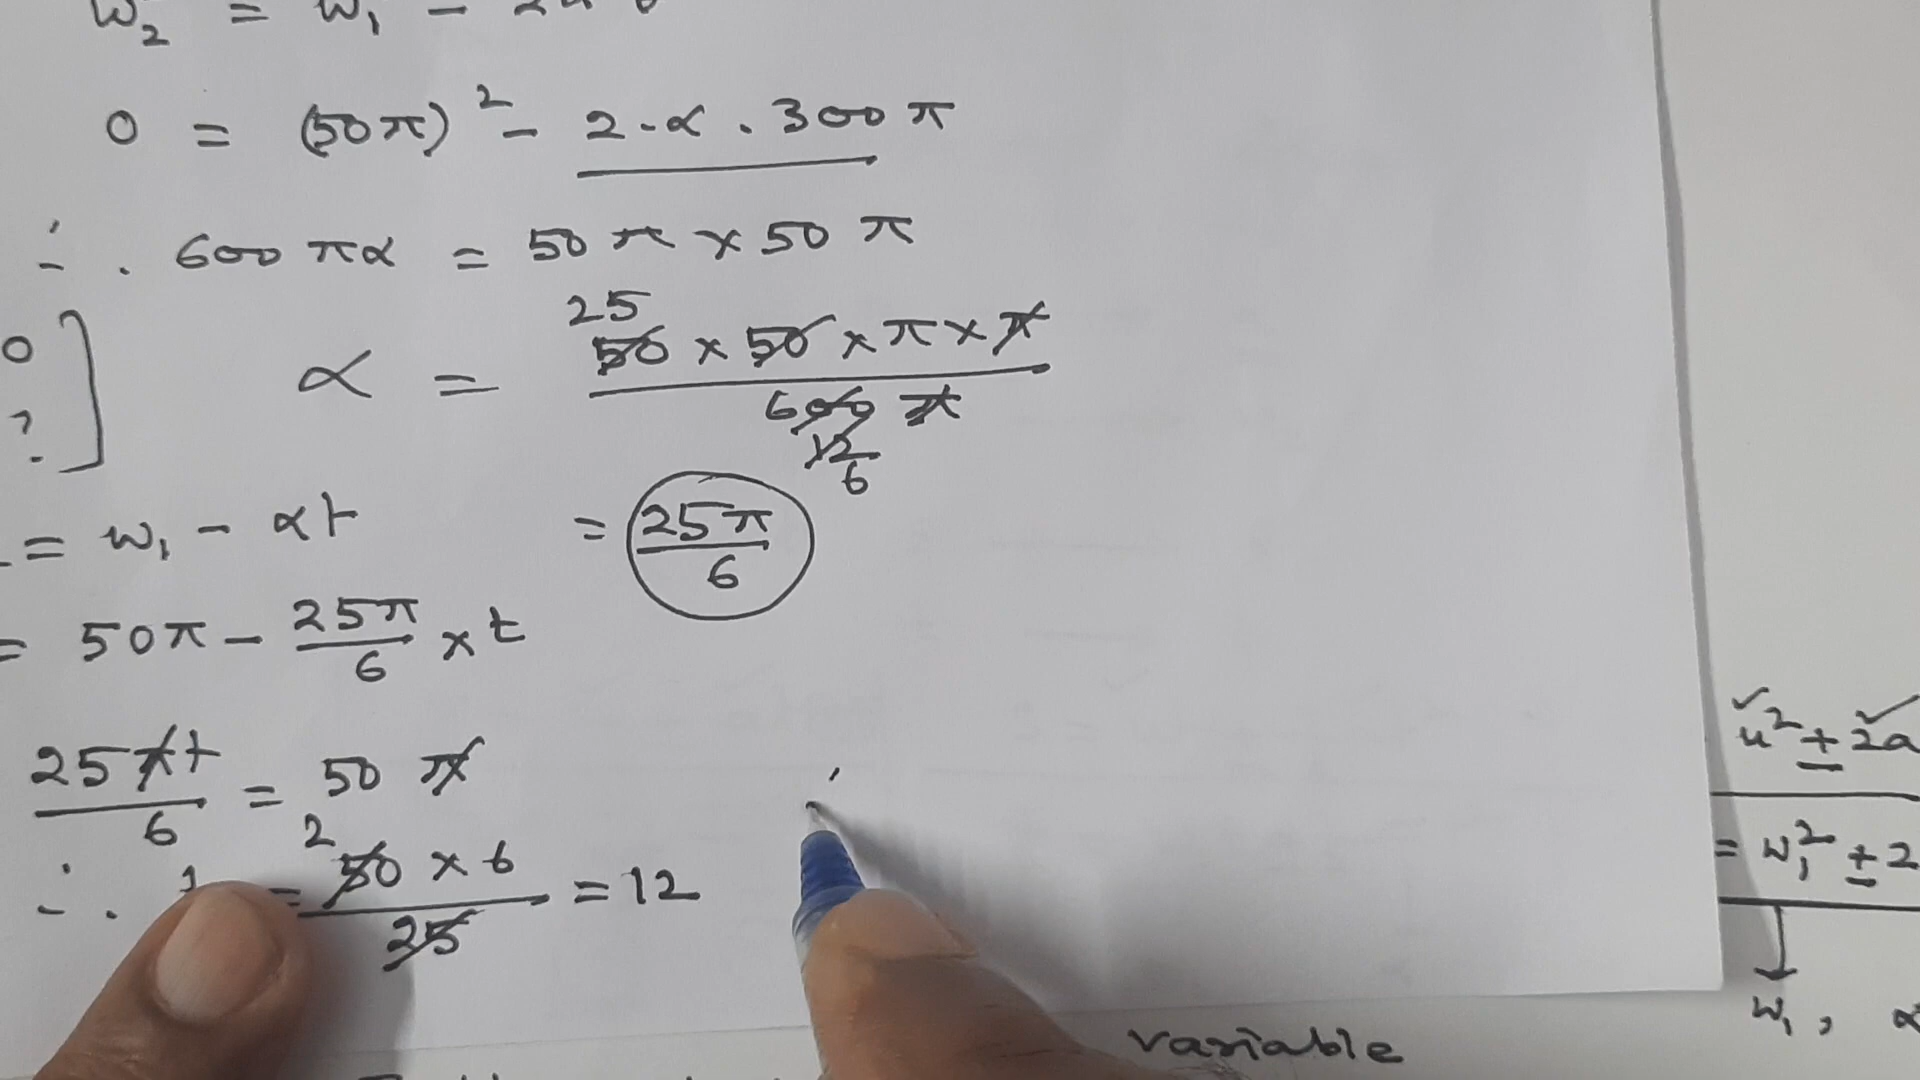 0 = (50π)² - 2·α·300π
∴ 600πα = 50π × 50π
0
?
α = 25 50 × 50 × π × π / 600 π 12 6
= ω₁ - αt
= 25π/6
= 50π - 25π/6 × t
25πt/6 = 50π
∴ = 2 50 × 6 / 25 = 12
u² ± 2a
= ω₁² ± 2
ω₁, α
variable